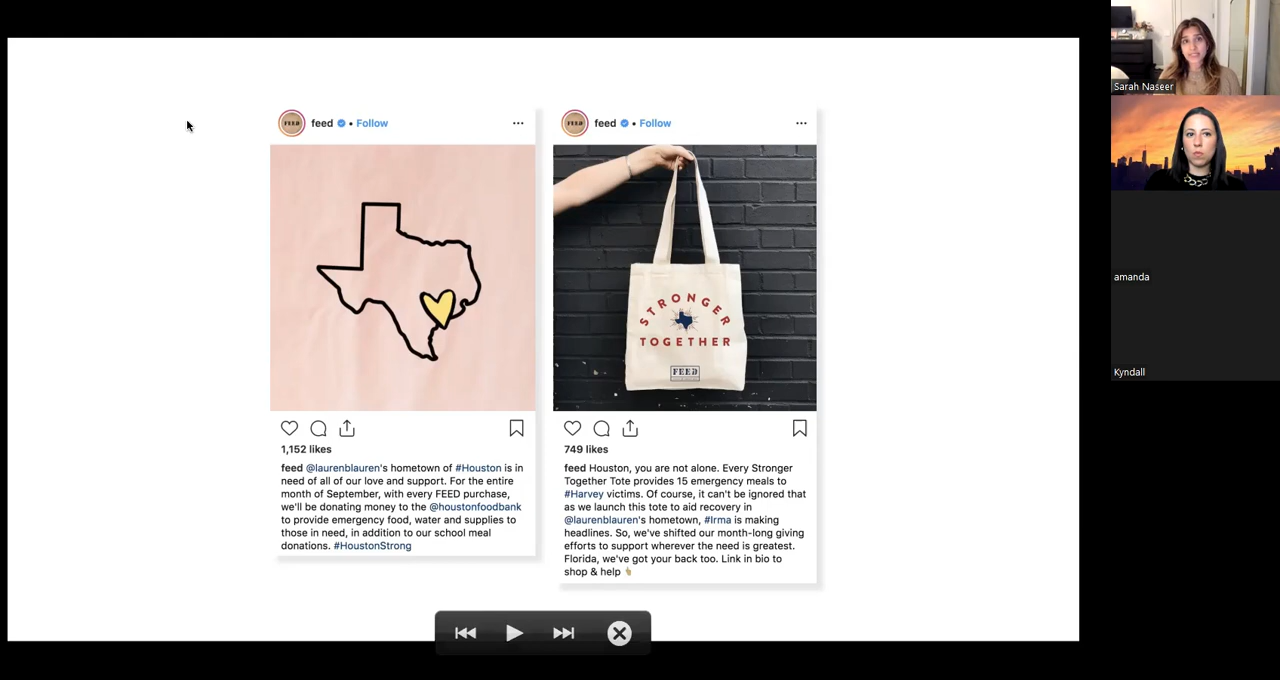 feed • Follow
feed @laurenblauren's hometown of #Houston is in
need of all of our love and support. For the entire
month of September, with every FEED purchase,
we'll be donating money to the @houstonfoodbank
to provide emergency food, water and supplies to
those in need, in addition to our school meal
donations. #HoustonStrong
1,152 likes
feed • Follow
STRONGER
TOGETHER
FEED
749 likes
feed Houston, you are not alone. Every Stronger
Together Tote provides 15 emergency meals to
#Harvey victims. Of course, it can't be ignored that
as we launch this tote to aid recovery in
@laurenblauren's hometown, #Irma is making
headlines. So, we've shifted our month-long giving
efforts to support wherever the need is greatest.
Florida, we've got your back too. Link in bio to
shop & help
Sarah Naseer
amanda
Kyndall